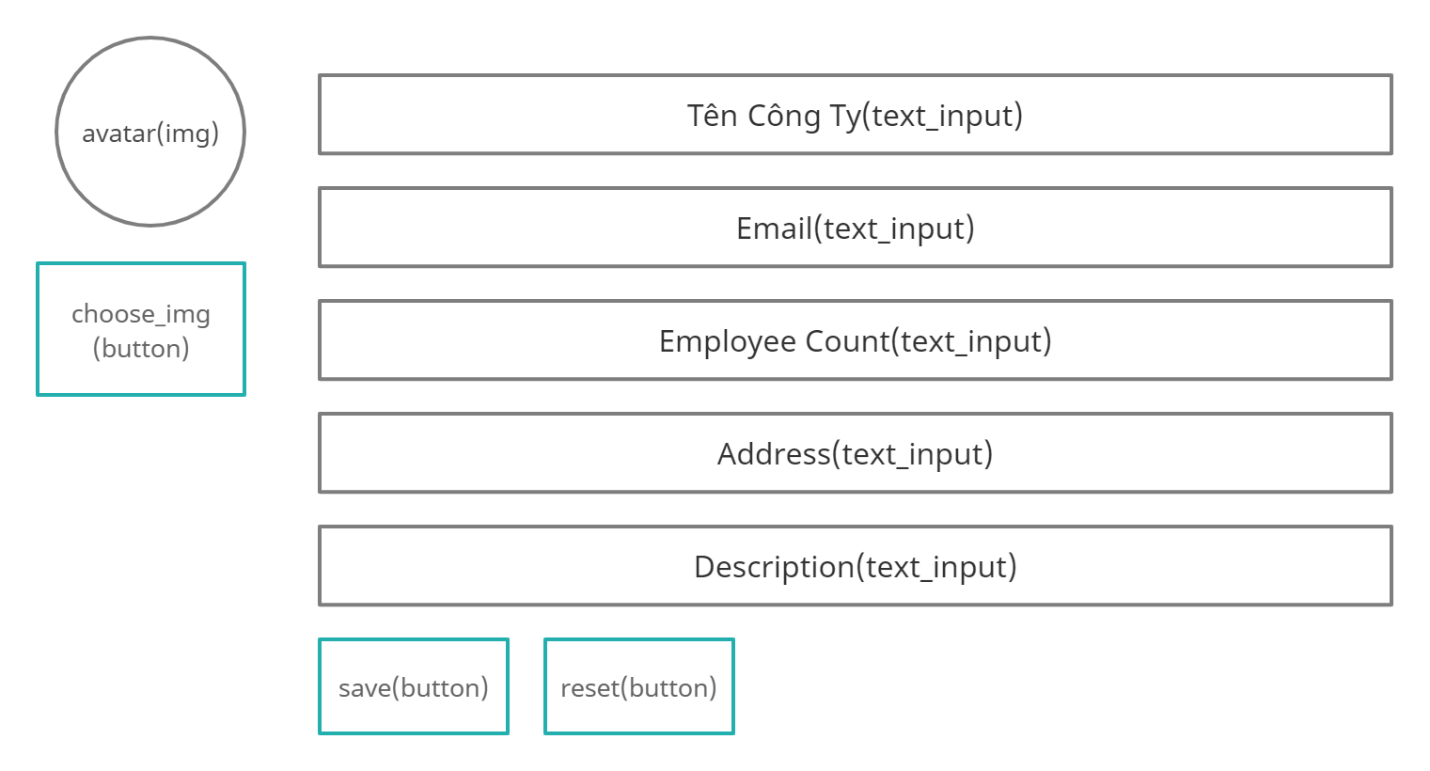 avatar(img)
choose_img
(button)
Tên Công Ty(text_input)
Email(text_input)
Employee Count(text_input)
Address(text_input)
Description(text_input)
save(button)
reset(button)